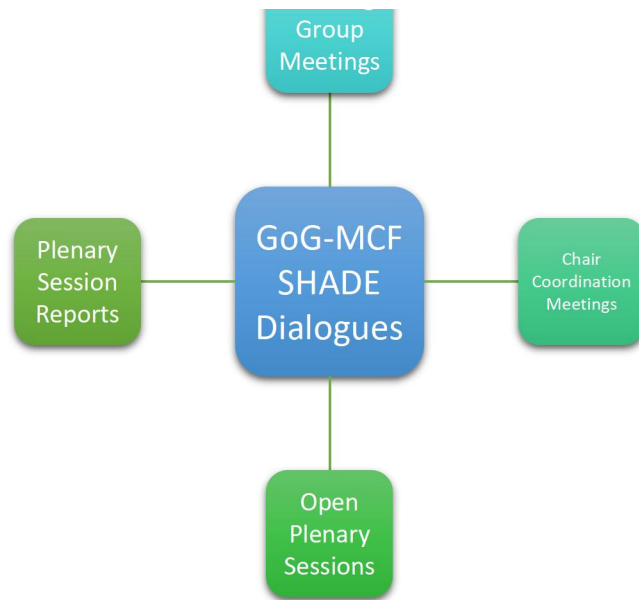 Group
Meetings
GoG-MCF
SHADE
Dialogues
Plenary
Session
Reports
Chair
Coordination
Meetings
Open
Plenary
Sessions